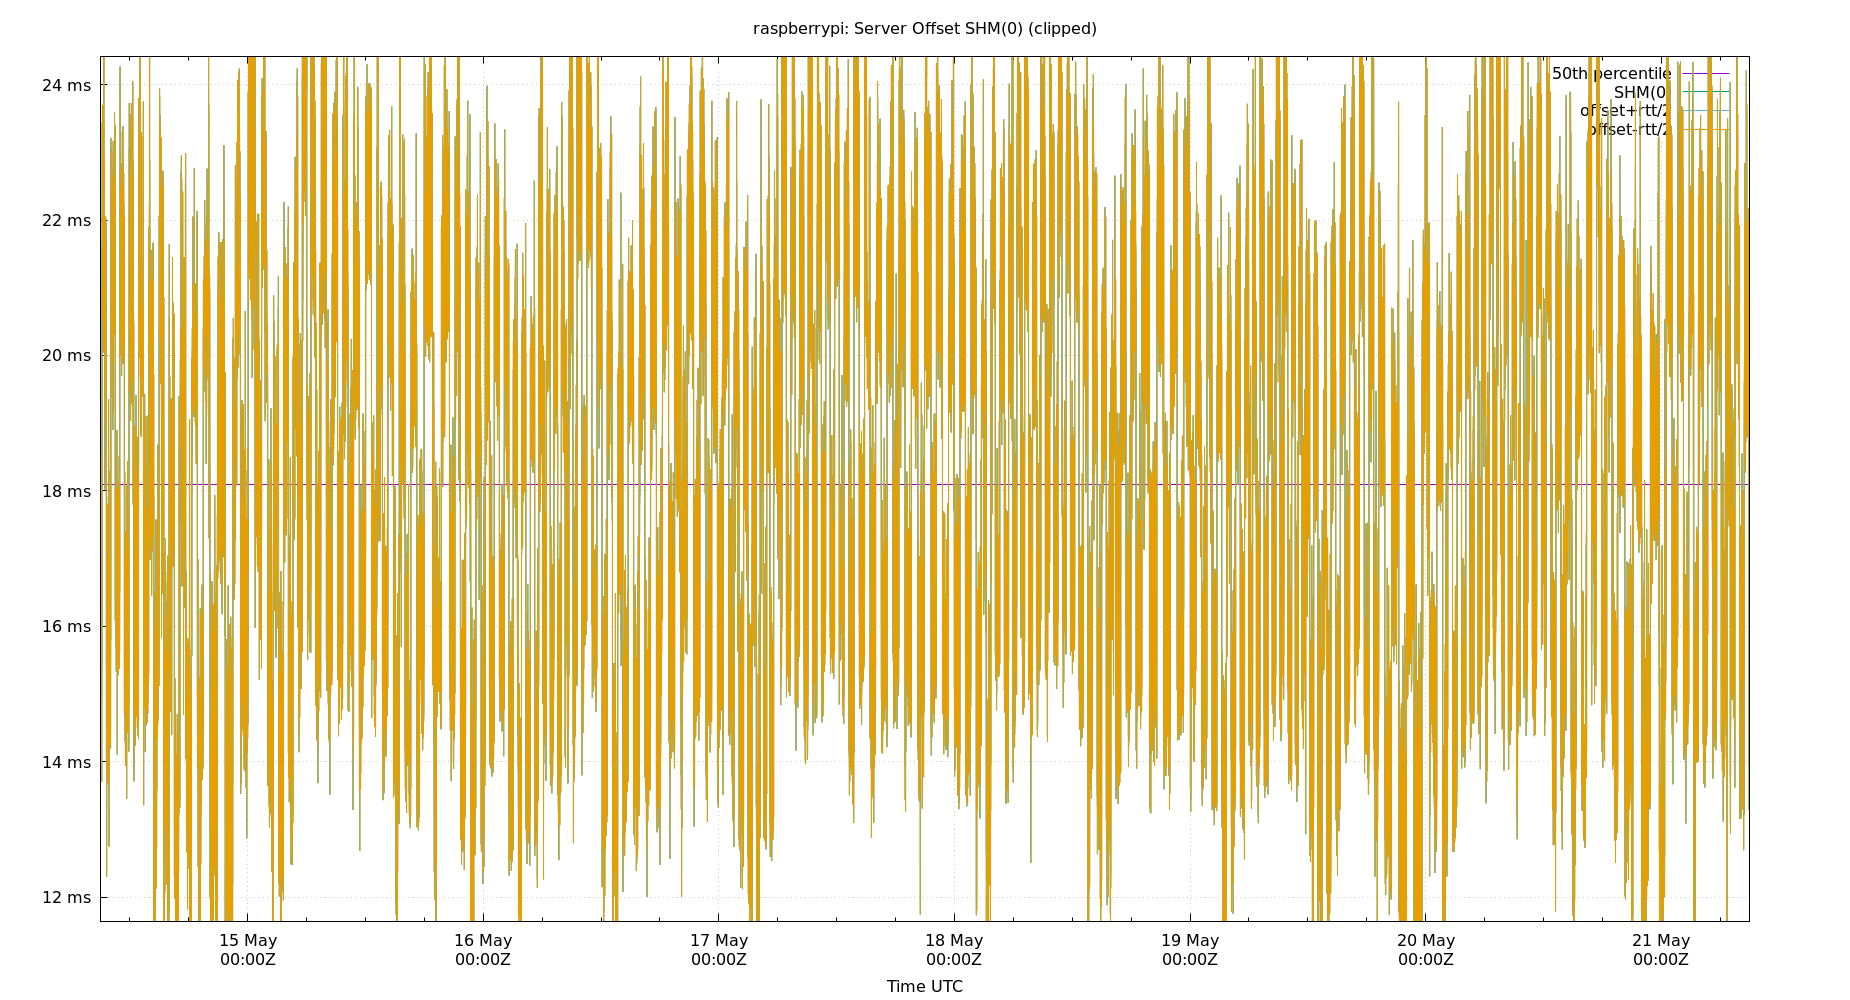 raspberrypi: Server Offset SHM(0) (clipped)
50th percentile
SHM(0)
offset+rtt/2
offset-rtt/2
24 ms
22 ms
20 ms
18 ms
16 ms
14 ms
12 ms
15 May 16 May 17 May 18 May 19 May 20 May 21 May
00:00Z 00:00Z 00:00Z 00:00Z 00:00Z 00:00Z 00:00Z
Time UTC